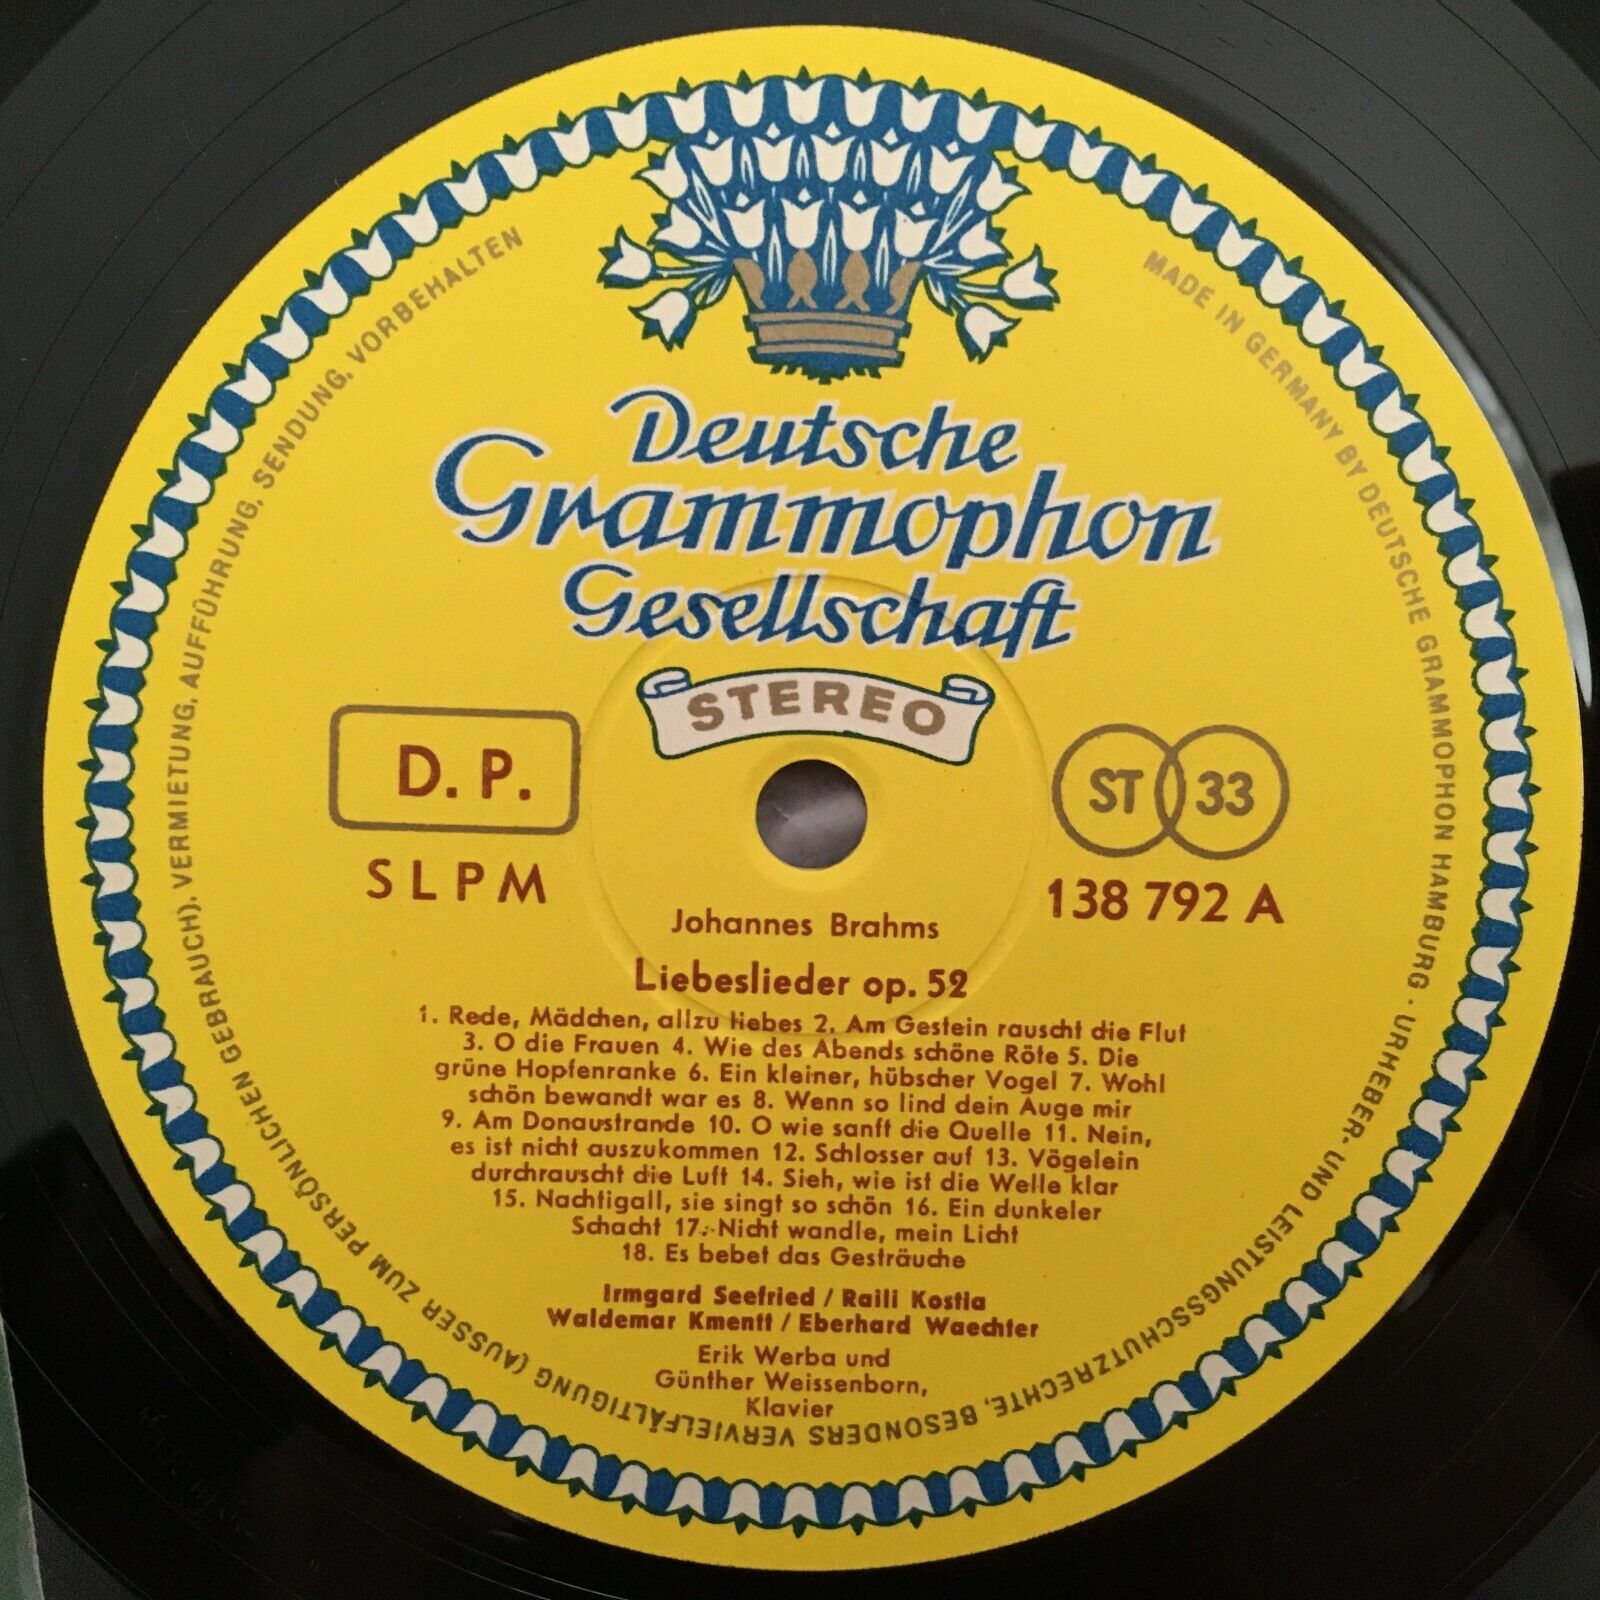 Deutsche
Grammophon
Gesellschaft
STEREO
D. P.
ST 33
SLPM
138 792 A
Johannes Brahms
Liebeslieder op. 52
1. Rede, Mädchen, allzu liebes 2. Am Gestein rauscht die Flut
3. O die Frauen 4. Wie des Abends schöne Röte 5. Die
grüne Hopfenranke 6. Ein kleiner, hübscher Vogel 7. Wohl
schön bewandt war es 8. Wenn so lind dein Auge mir
9. Am Donaustrande 10. O wie sanft die Quelle 11. Nein,
es ist nicht auszukommen 12. Schlosser auf 13. Vögelein
durchrauscht die Luft 14. Sieh, wie ist die Welle klar
15. Nachtigall, sie singt so schön 16. Ein dunkeler
Schacht 17. Nicht wandle, mein Licht
18. Es bebet das Gesträuche
Irmgard Seefried / Raili Kostia
Waldemar Kmentt / Eberhard Waechter
Erik Werba und
Günther Weissenborn,
Klavier
MADE IN GERMANY BY DEUTSCHE GRAMMOPHON HAMBURG · URHEBER- UND LEISTUNGSSCHUTZRECHTE, BESONDERS VERVIELFÄLTIGUNG (AUSSER ZUM PERSÖNLICHEN GEBRAUCH), VERMIETUNG, AUFFÜHRUNG, SENDUNG, VORBEHALTEN